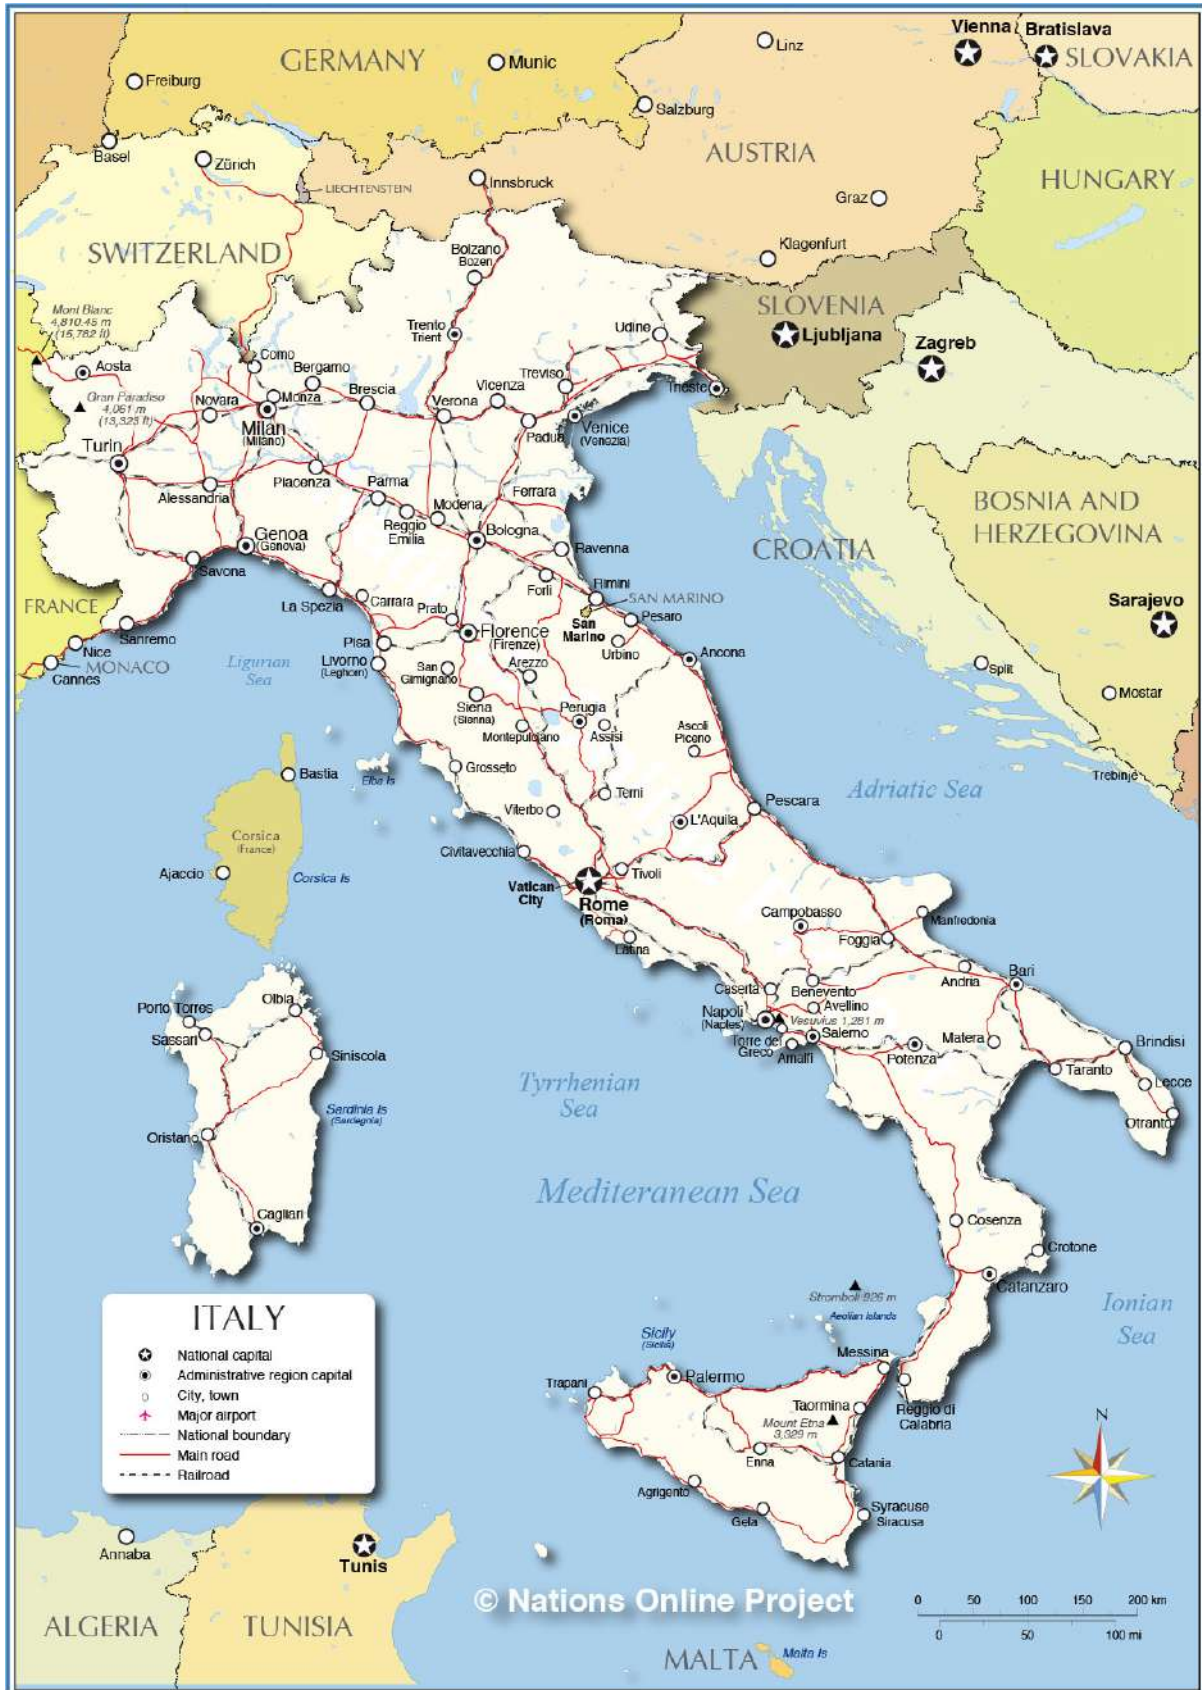 Vienna
Bratislava
Linz
GERMANY
Munic
SLOVAKIA
Freiburg
Salzburg
Basel
Zürich
AUSTRIA
Innsbruck
LIECHTENSTEIN
HUNGARY
Graz
SWITZERLAND
Klagenfurt
Bolzano
Bozen
Mont Blanc
4,810.45 m
(15,782 ft)
SLOVENIA
Ljubljana
Trento
Trient
Udine
Zagreb
Como
Aosta
Bergamo
Treviso
Trieste
Gran Paradiso
4,061 m
(13,323 ft)
Monza
Brescia
Vicenza
Novara
Verona
Milan
(Milano)
Padua
Venice
(Venezia)
Turin
Piacenza
Parma
Alessandria
Ferrara
Modena
Reggio
Emilia
BOSNIA AND
HERZEGOVINA
Genoa
(Genova)
Bologna
Ravenna
CROATIA
Savona
Forli
Rimini
FRANCE
La Spezia
Carrara
SAN MARINO
Sarajevo
Prato
Pesaro
Sanremo
Florence
(Firenze)
San
Marino
Nice
Pisa
Urbino
MONACO
Ligurian
Sea
Livorno
(Leghorn)
San
Gimignano
Arezzo
Ancona
Split
Cannes
Mostar
Siena
(Sienna)
Perugia
Montepulciano
Assisi
Ascoli
Piceno
Grosseto
Bastia
Elba Is
Trebinje
Adriatic Sea
Terni
Viterbo
Pescara
L'Aquila
Corsica
(France)
Civitavecchia
Ajaccio
Corsica Is
Tivoli
Vatican
City
Rome
(Roma)
Campobasso
Manfredonia
Latina
Foggia
Andria
Bari
Caserta
Benevento
Olbia
Porto Torres
Avellino
Napoli
(Naples)
Vesuvius 1,281 m
Sassari
Salerno
Matera
Torre del
Greco
Amalfi
Potenza
Brindisi
Siniscola
Taranto
Lecce
Tyrrhenian
Sea
Sardinia Is
(Sardegnia)
Otranto
Oristano
Mediteranean Sea
Cagliari
Cosenza
Crotone
Catanzaro
Stromboli 926 m
Aeolian Islands
Ionian
Sea
ITALY
National capital
Administrative region capital
City, town
Major airport
National boundary
Main road
Railroad
Sicily
(Sicilia)
Messina
Palermo
Trapani
Taormina
Reggio di
Calabria
Mount Etna
3,329 m
N
Enna
Catania
Agrigento
Gela
Syracuse
Siracusa
Annaba
Tunis
© Nations Online Project
0 50 100 150 200 km
0 50 100 mi
ALGERIA
TUNISIA
MALTA
Malta Is